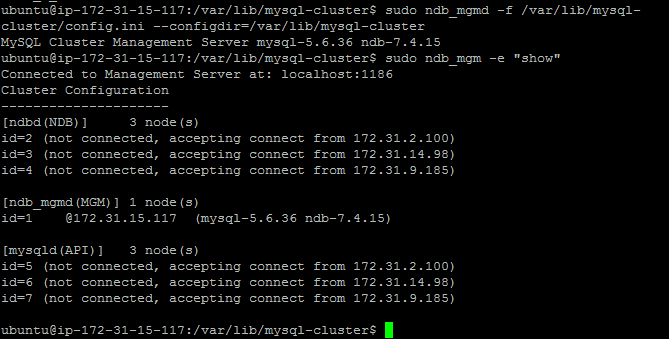 ubuntu@ip-172-31-15-117:/var/lib/mysql-cluster$ sudo ndb_mgmd -f /var/lib/mysql-
cluster/config.ini --configdir=/var/lib/mysql-cluster
MySQL Cluster Management Server mysql-5.6.36 ndb-7.4.15
ubuntu@ip-172-31-15-117:/var/lib/mysql-cluster$ sudo ndb_mgm -e "show"
Connected to Management Server at: localhost:1186
Cluster Configuration
---------------------
[ndbd(NDB)]     3 node(s)
id=2 (not connected, accepting connect from 172.31.2.100)
id=3 (not connected, accepting connect from 172.31.14.98)
id=4 (not connected, accepting connect from 172.31.9.185)
[ndb_mgmd(MGM)] 1 node(s)
id=1    @172.31.15.117  (mysql-5.6.36 ndb-7.4.15)
[mysqld(API)]   3 node(s)
id=5 (not connected, accepting connect from 172.31.2.100)
id=6 (not connected, accepting connect from 172.31.14.98)
id=7 (not connected, accepting connect from 172.31.9.185)
ubuntu@ip-172-31-15-117:/var/lib/mysql-cluster$